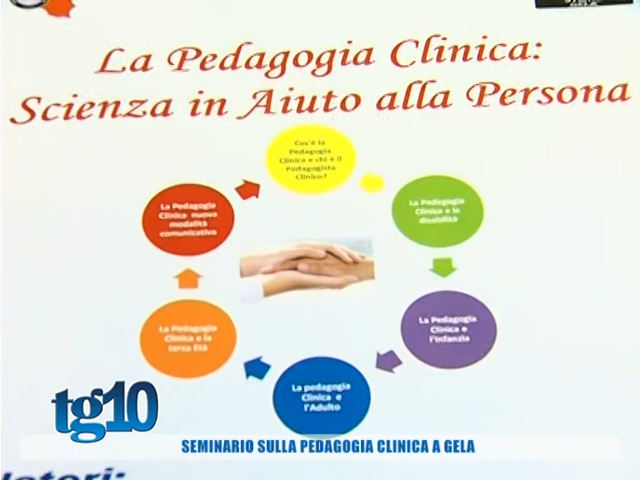 La Pedagogia Clinica:
Scienza in Aiuto alla Persona
Cos'è la
Pedagogia
Clinica e chi è il
Pedagogista
Clinico?
La Pedagogia
Clinica e la
disabilità
La Pedagogia
Clinica e
l'infanzia
La pedagogia
Clinica e
l'Adulto
La Pedagogia
Clinica e la
terza Età
La Pedagogia
Clinica nuova
modalità
comunicativa
tg10
SEMINARIO SULLA PEDAGOGIA CLINICA A GELA